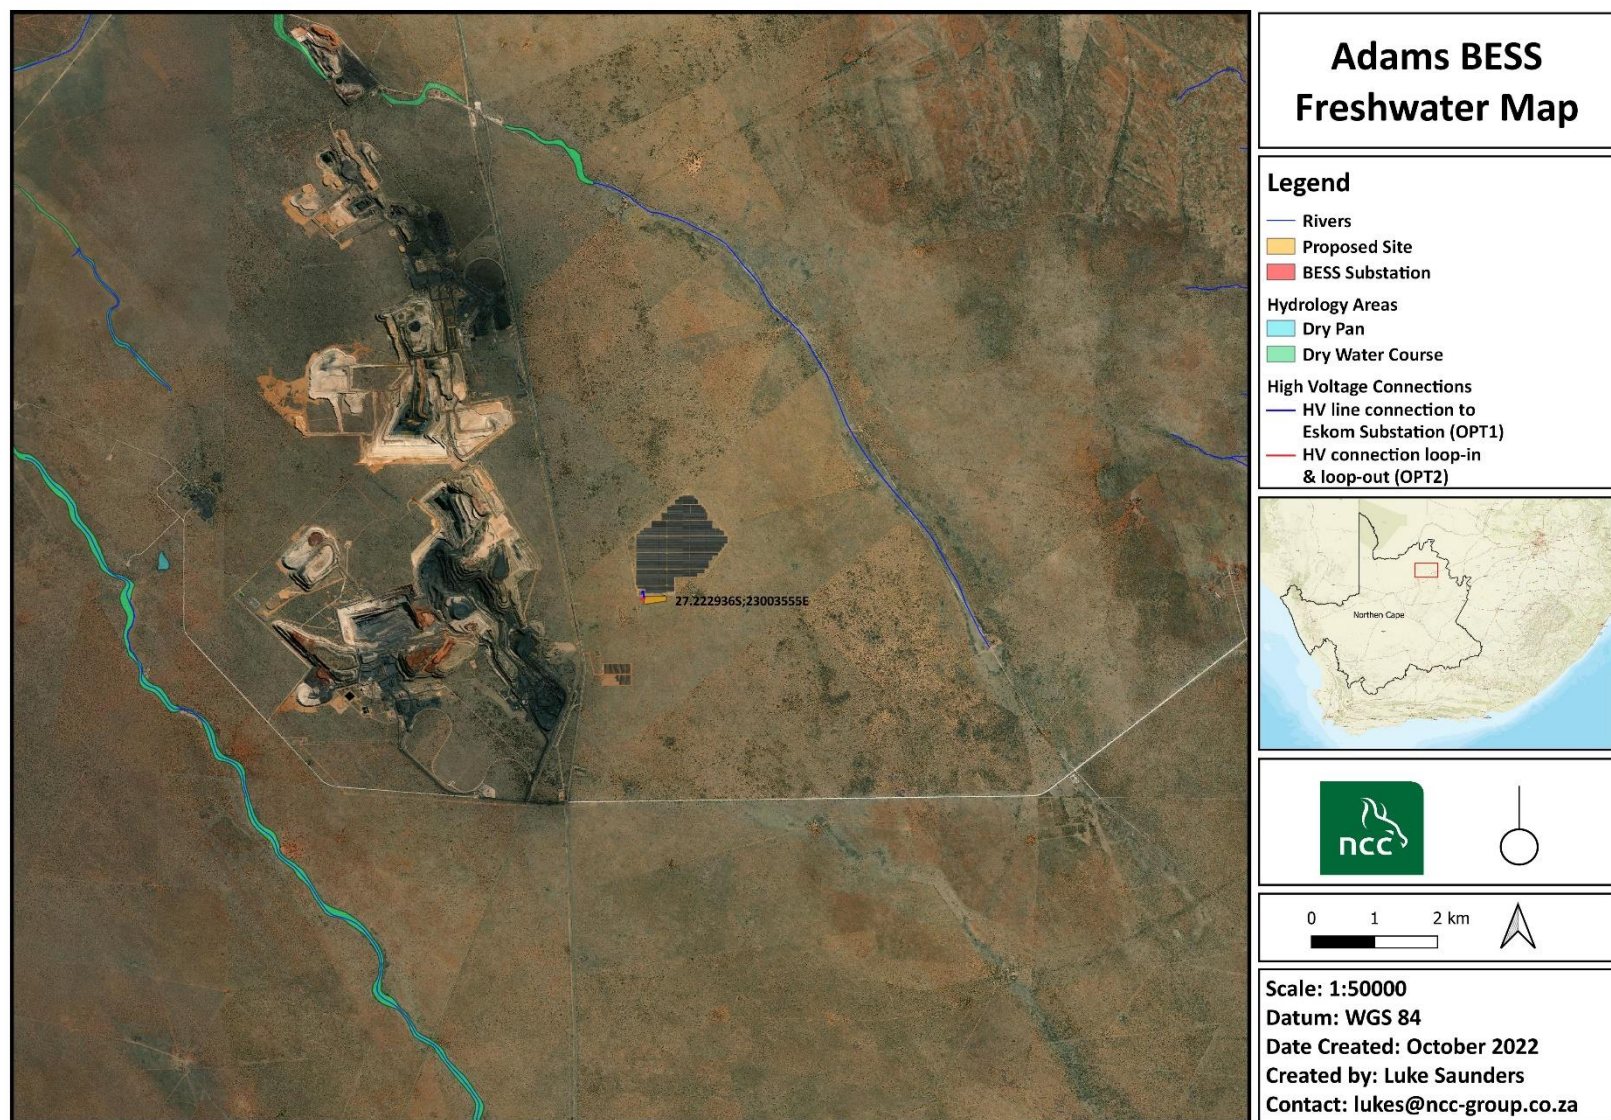 Adams BESS
Freshwater Map
Legend
Rivers
Proposed Site
BESS Substation
Hydrology Areas
Dry Pan
Dry Water Course
High Voltage Connections
HV line connection to
Eskom Substation (OPT1)
HV connection loop-in
& loop-out (OPT2)
27.222936S;23003555E
Northen Cape
ncc
0 1 2 km
Scale: 1:50000
Datum: WGS 84
Date Created: October 2022
Created by: Luke Saunders
Contact: lukes@ncc-group.co.za